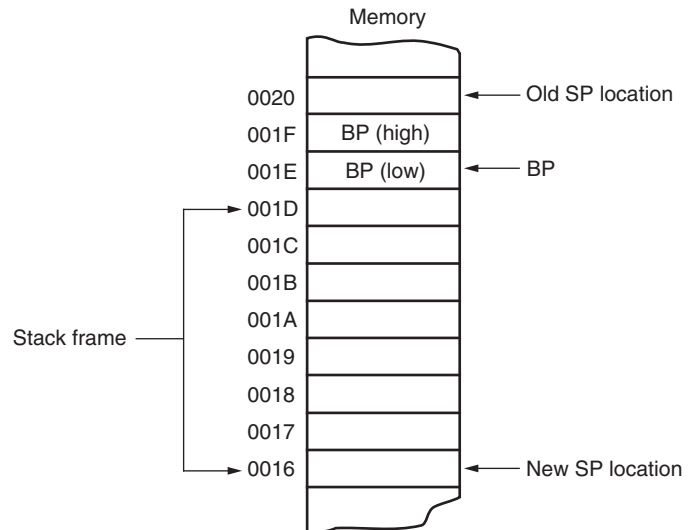 Memory
0020
Old SP location
001F
BP (high)
001E
BP (low)
BP
001D
001C
001B
001A
Stack frame
0019
0018
0017
0016
New SP location